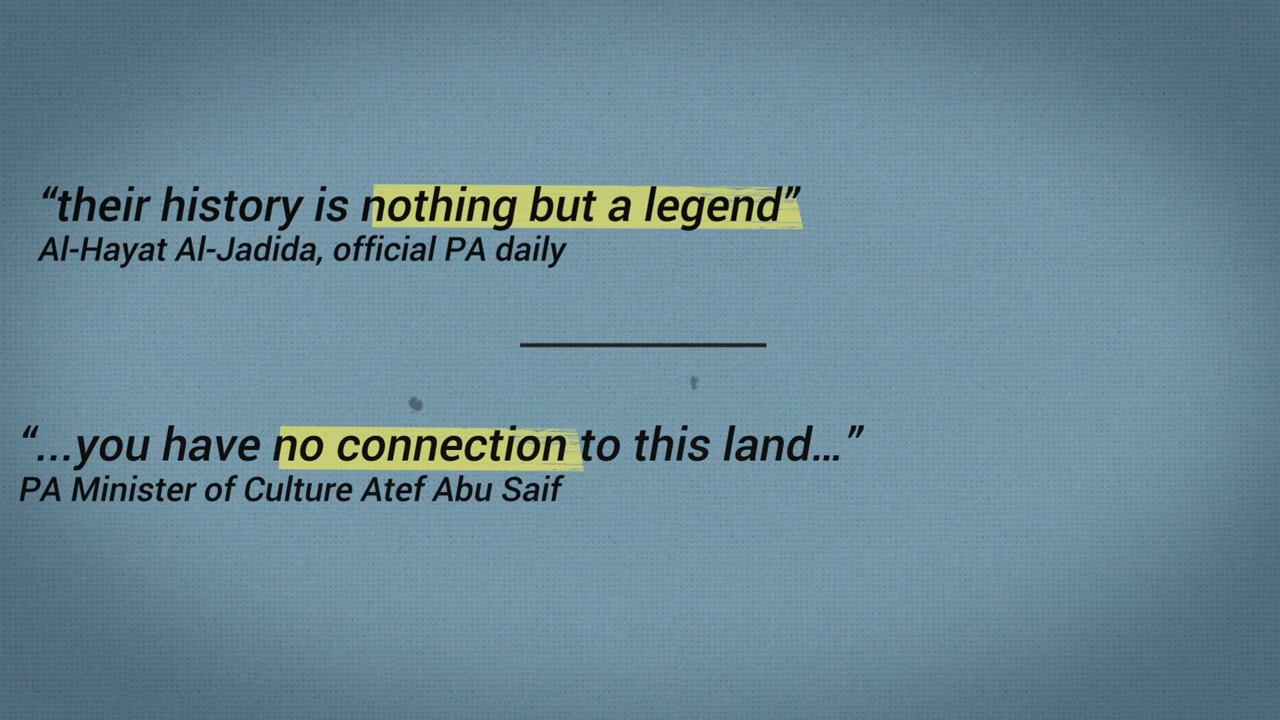 “their history is nothing but a legend”
Al-Hayat Al-Jadida, official PA daily
“...you have no connection to this land...”
PA Minister of Culture Atef Abu Saif